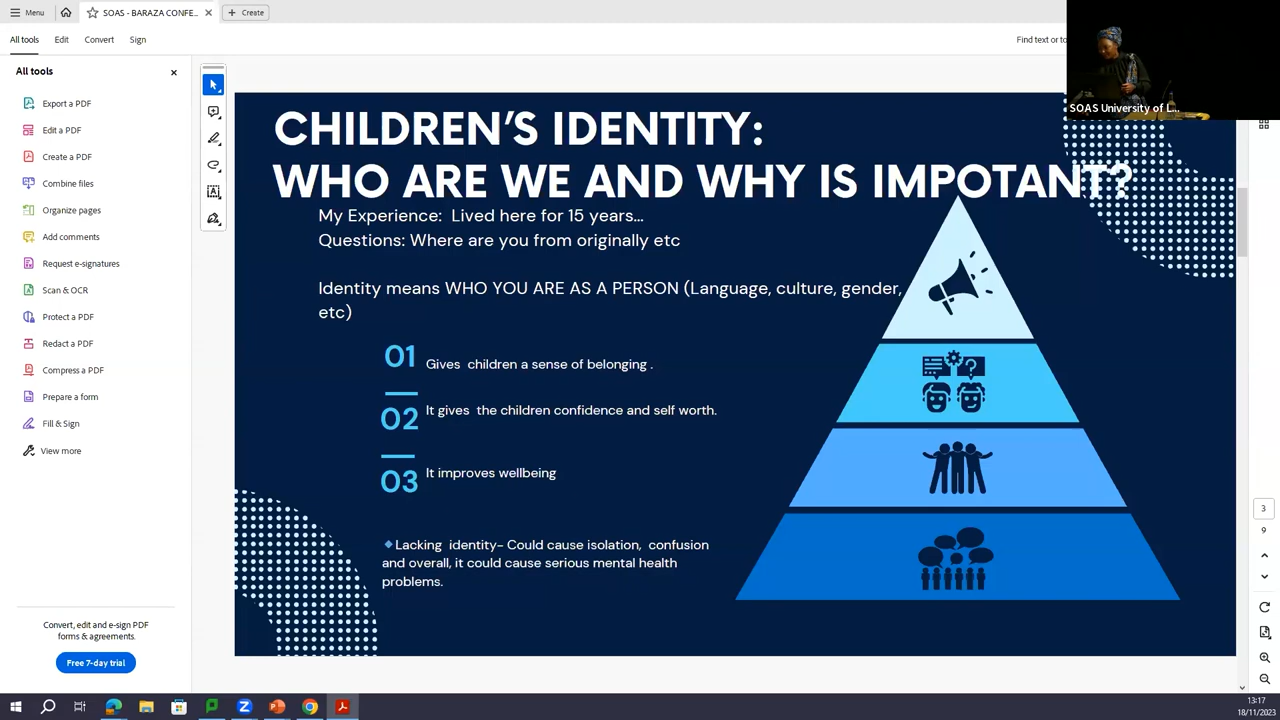 Menu
SOAS - BARAZA CONFE...
Create
All tools
Edit
Convert
Sign
Find text or to
All tools
Export a PDF
Edit a PDF
Create a PDF
Combine files
Organize pages
Add comments
Request e-signatures
Scan & OCR
Protect a PDF
Redact a PDF
Compress a PDF
Prepare a form
Fill & Sign
View more
Convert, edit and e-sign PDF
forms & agreements.
Free 7-day trial
SOAS University of L...
CHILDREN'S IDENTITY:
WHO ARE WE AND WHY IS IMPOTANT?
My Experience: Lived here for 15 years...
Questions: Where are you from originally etc
Identity means WHO YOU ARE AS A PERSON (Language, culture, gender,
etc)
01 Gives children a sense of belonging .
02 It gives the children confidence and self worth.
03 It improves wellbeing
Lacking identity- Could cause isolation, confusion
and overall, it could cause serious mental health
problems.
3
9
13:17
18/11/2023